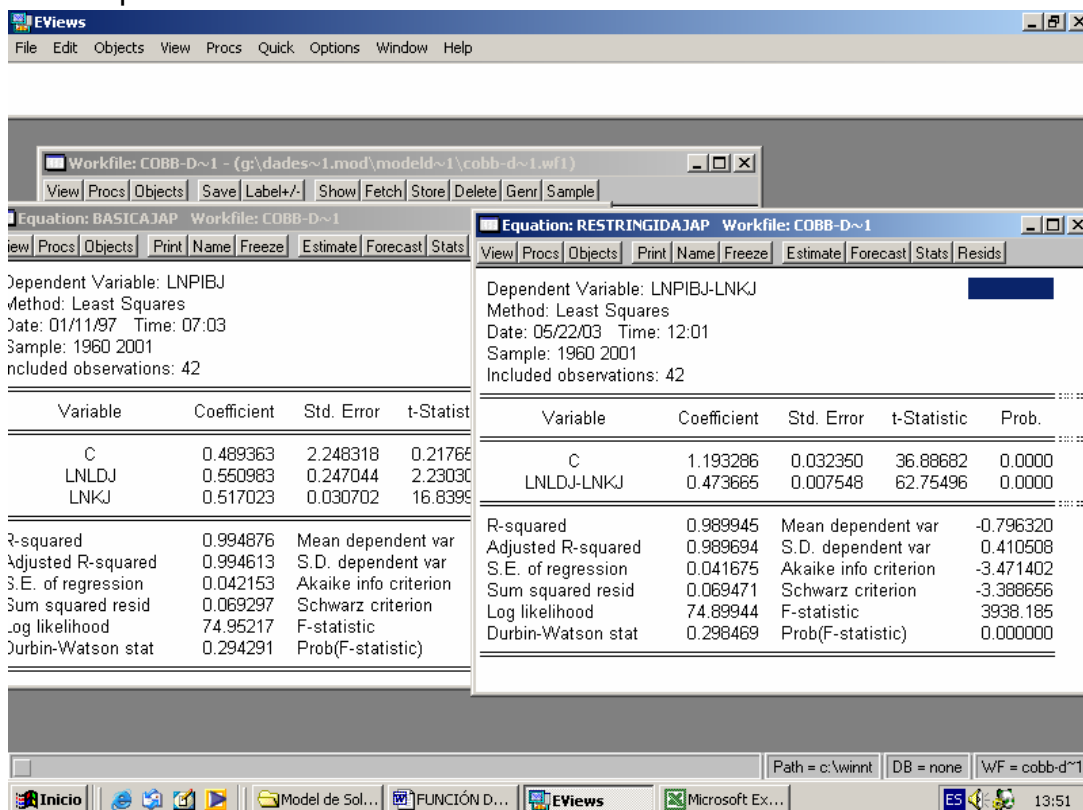 EViews
File Edit Objects View Procs Quick Options Window Help
Workfile: COBB-D~1 - (g:\dades~1.mod\modeld~1\cobb-d~1.wf1)
View Procs Objects Save Label+/- Show Fetch Store Delete Genr Sample
Equation: BASICAJAP Workfile: COBB-D~1
iew Procs Objects Print Name Freeze Estimate Forecast Stats
Dependent Variable: LNPIBJ
Method: Least Squares
Date: 01/11/97 Time: 07:03
Sample: 1960 2001
ncluded observations: 42
Variable Coefficient Std. Error t-Statist
C 0.489363 2.248318 0.21765
LNLDJ 0.550983 0.247044 2.23030
LNKJ 0.517023 0.030702 16.8399
R-squared 0.994876 Mean depen
Adjusted R-squared 0.994613 S.D. depend
S.E. of regression 0.042153 Akaike info
Sum squared resid 0.069297 Schwarz crit
Log likelihood 74.95217 F-statistic
Durbin-Watson stat 0.294291 Prob(F-statis
Equation: RESTRINGIDAJAP Workfile: COBB-D~1
View Procs Objects Print Name Freeze Estimate Forecast Stats Resids
Dependent Variable: LNPIBJ-LNKJ
Method: Least Squares
Date: 05/22/03 Time: 12:01
Sample: 1960 2001
Included observations: 42
Variable Coefficient Std. Error t-Statistic Prob.
C 1.193286 0.032350 36.88682 0.0000
LNLDJ-LNKJ 0.473665 0.007548 62.75496 0.0000
R-squared 0.989945 Mean dependent var -0.796320
Adjusted R-squared 0.989694 S.D. dependent var 0.410508
S.E. of regression 0.041675 Akaike info criterion -3.471402
Sum squared resid 0.069471 Schwarz criterion -3.388656
Log likelihood 74.89944 F-statistic 3938.185
Durbin-Watson stat 0.298469 Prob(F-statistic) 0.000000
Path = c:\winnt DB = none WF = cobb-d~1
Inicio Model de Sol... FUNCIÓN D... EViews Microsoft Ex... ES 13:51